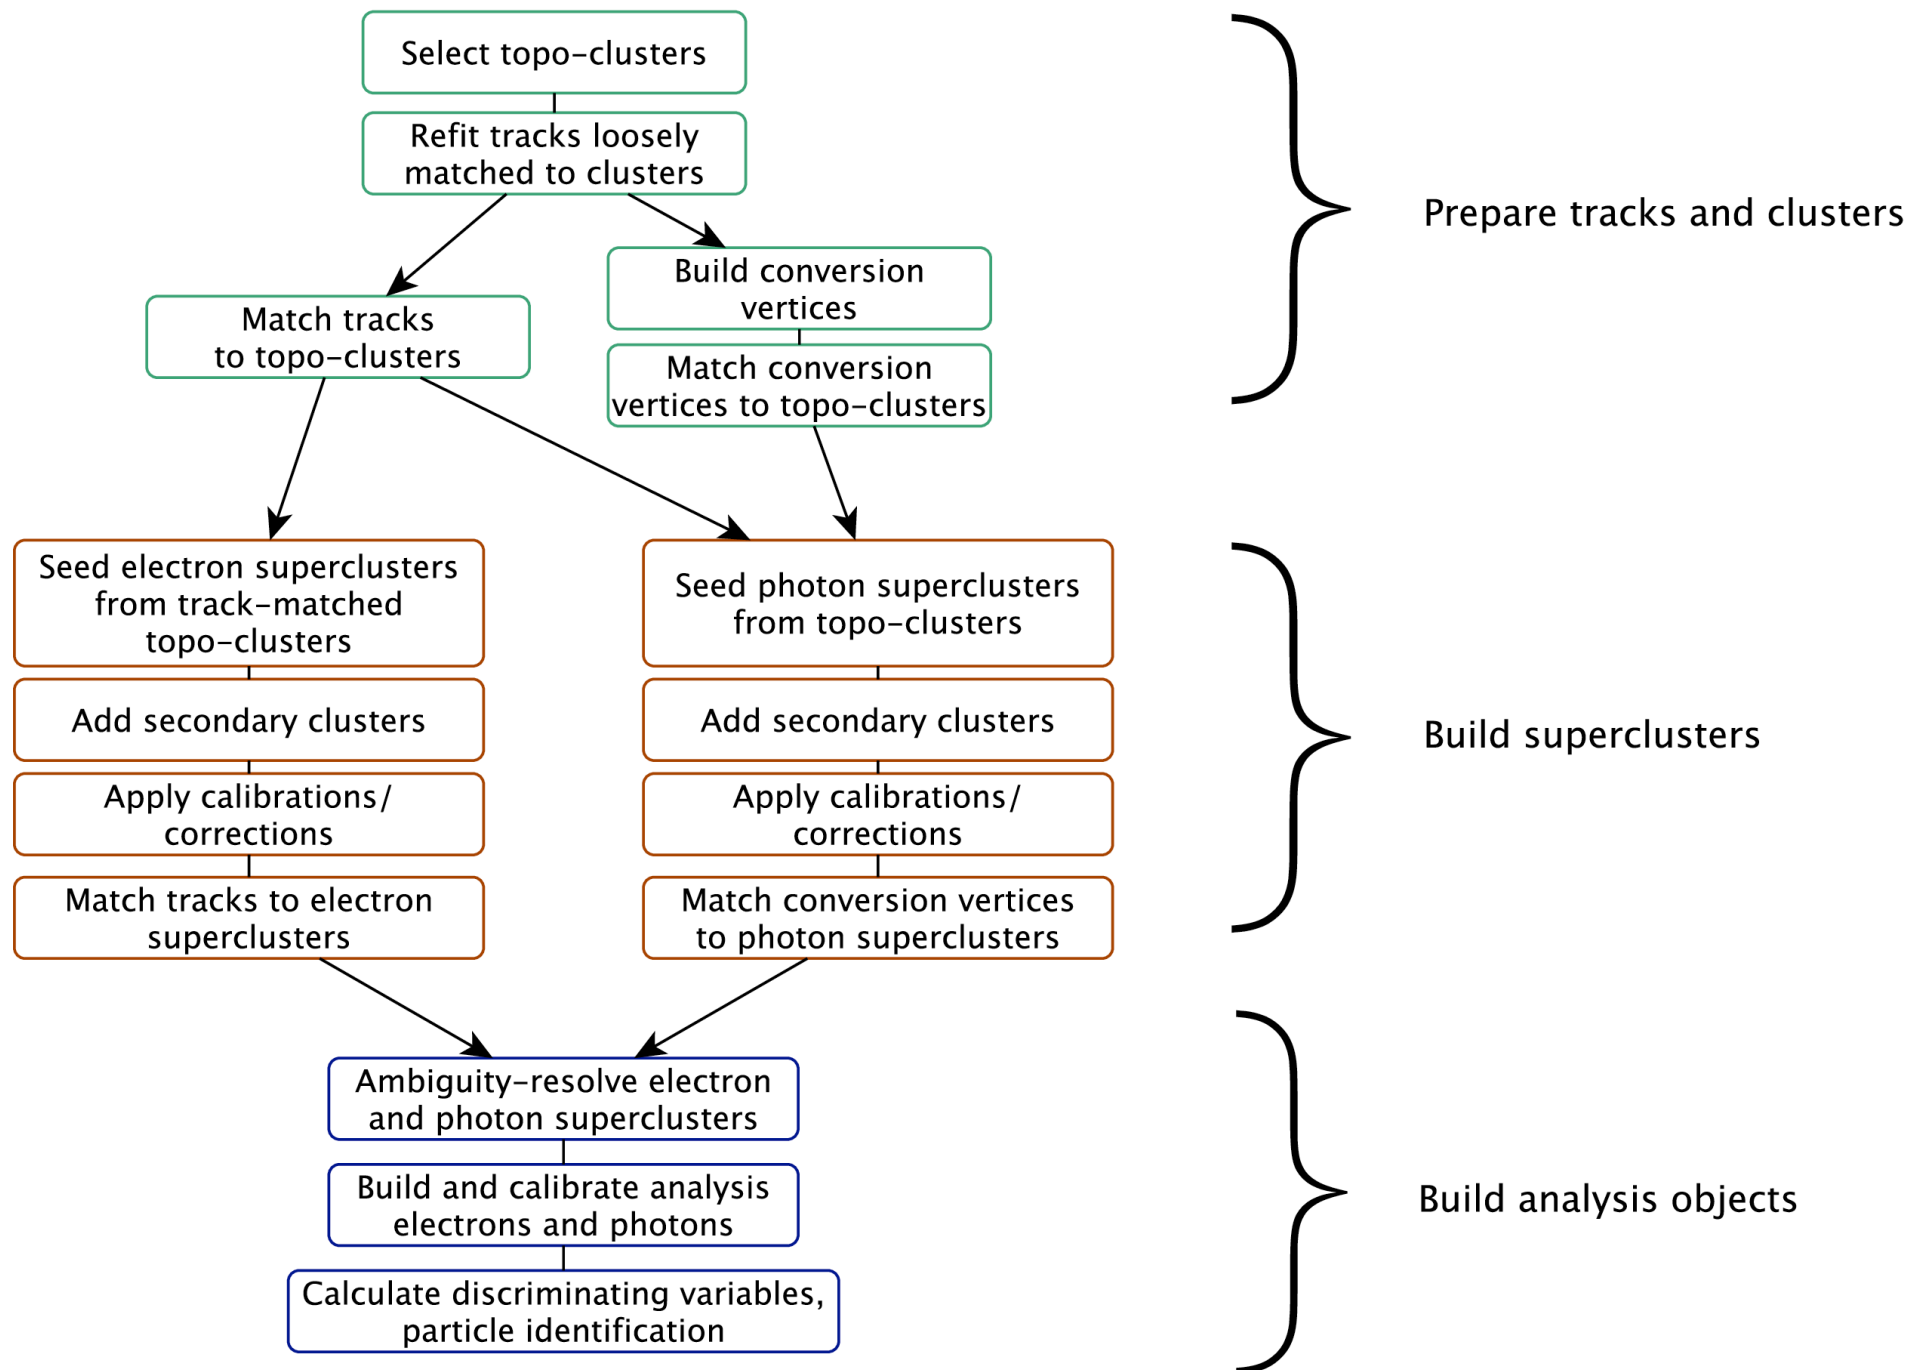 Select topo-clusters
Refit tracks loosely
matched to clusters
Build conversion
vertices
Match tracks
to topo-clusters
Match conversion
vertices to topo-clusters
Prepare tracks and clusters
Seed electron superclusters
from track-matched
topo-clusters
Add secondary clusters
Apply calibrations/
corrections
Match tracks to electron
superclusters
Seed photon superclusters
from topo-clusters
Add secondary clusters
Apply calibrations/
corrections
Match conversion vertices
to photon superclusters
Build superclusters
Ambiguity-resolve electron
and photon superclusters
Build and calibrate analysis
electrons and photons
Calculate discriminating variables,
particle identification
Build analysis objects